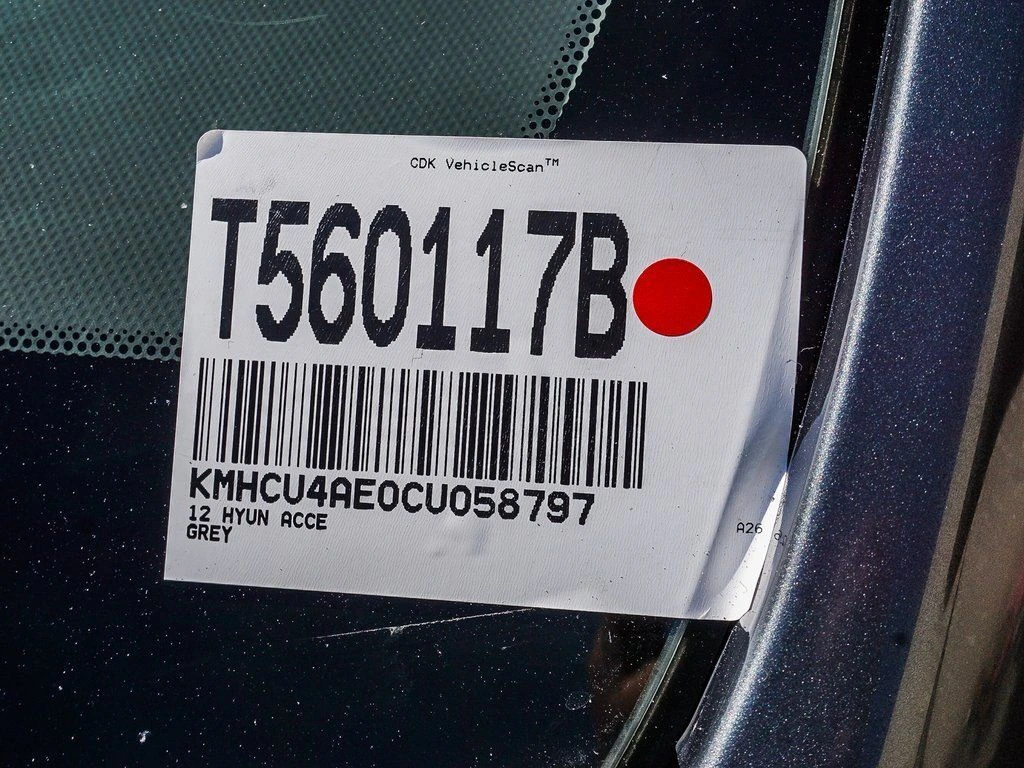 CDK VehicleScan™
T560117B
KMHCU4AE0CU058797
12 HYUN ACCE
GREY
A26